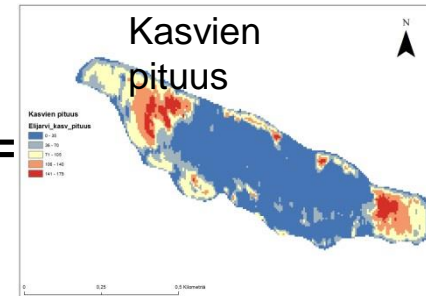 Kasvien
pituus
N
Kasvien pituus
Elijarvi_kasv_pituus
0 - 35
36 - 70
71 - 105
106 - 140
141 - 175
0 0.25 0.5 Kilometriä